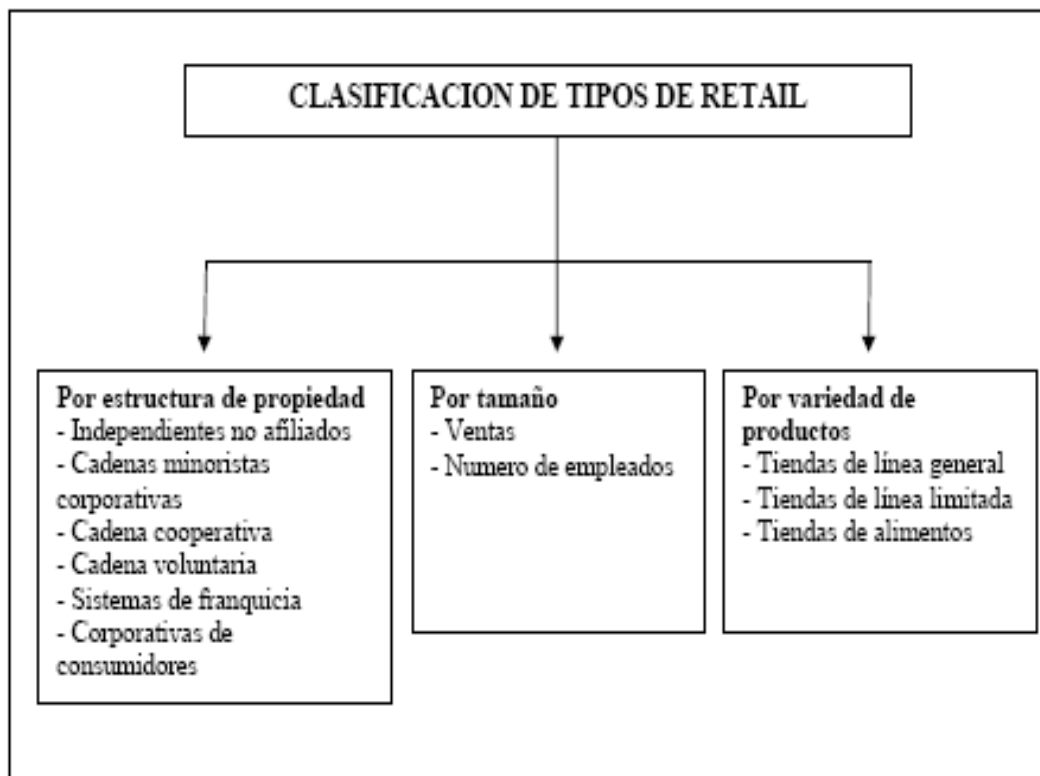 CLASIFICACION DE TIPOS DE RETAIL
Por estructura de propiedad
- Independientes no afiliados
- Cadenas minoristas
corporativas
- Cadena cooperativa
- Cadena voluntaria
- Sistemas de franquicia
- Corporativas de
consumidores
Por tamaño
- Ventas
- Numero de empleados
Por variedad de
productos
- Tiendas de línea general
- Tiendas de línea limitada
- Tiendas de alimentos